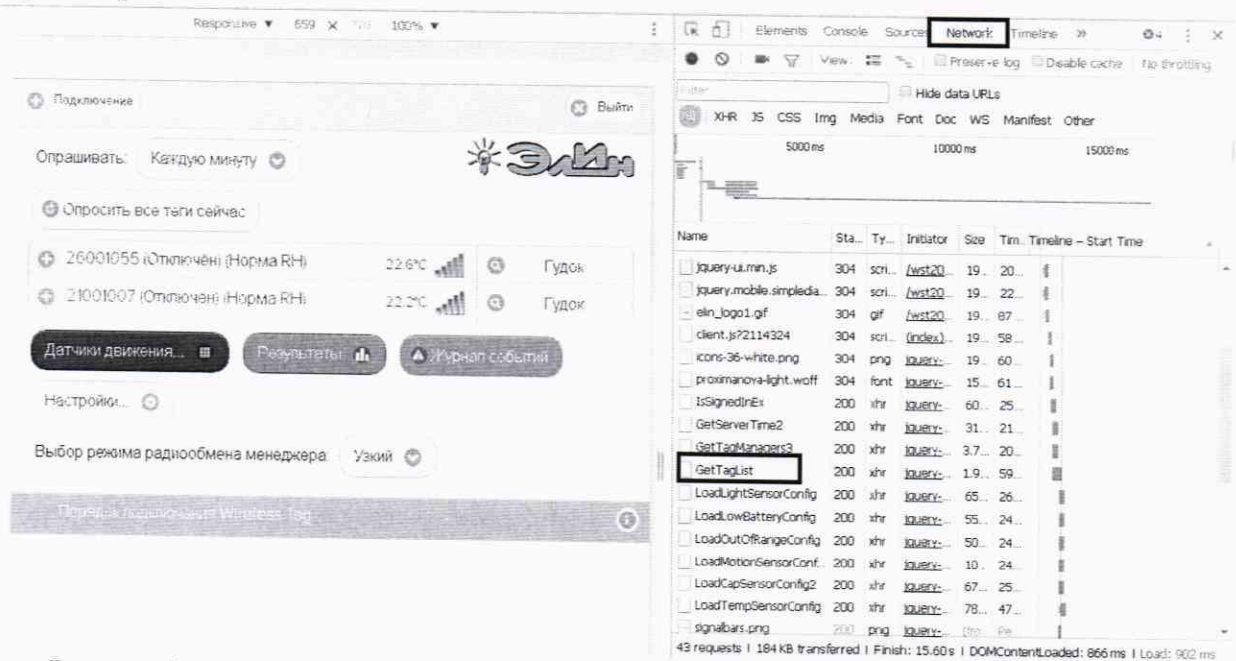 Responsive ▼ 659 × 100% ▼
Подключение
Выйти
Опрашивать: Каждую минуту
ЭлИн
Опросить все теги сейчас
26001055 (Отключён) (Норма RH) 22.6°C Гудок
21001007 (Отключён) (Норма RH) 22.2°C Гудок
Датчики движения... Результаты Журнал событий
Настройки...
Выбор режима радиообмена менеджера: Узкий
Порядок подключения Wireless Tag
Elements Console Sources Network Timeline » 4 ⋮ ×
View: Preserve log Disable cache No throttling
Filter Hide data URLs
All XHR JS CSS Img Media Font Doc WS Manifest Other
5000 ms 10000 ms 15000 ms
Name Sta... Ty... Initiator Size Tim... Timeline – Start Time
jquery-ui.min.js 304 scri... /wst20... 19... 20...
jquery.mobile.simpledia... 304 scri... /wst20... 19... 22...
elin_logo1.gif 304 gif /wst20... 19... 87...
client.js?2114324 304 scri... (index)... 19... 58...
icons-36-white.png 304 png jquery-... 19... 60...
proximanova-light.woff 304 font jquery-... 15... 61...
IsSignedInEx 200 xhr jquery-... 60... 25...
GetServerTime2 200 xhr jquery-... 31... 21...
GetTagManagers3 200 xhr jquery-... 3.7... 20...
GetTagList 200 xhr jquery-... 1.9... 59...
LoadLightSensorConfig 200 xhr jquery-... 65... 26...
LoadLowBatteryConfig 200 xhr jquery-... 55... 24...
LoadOutOfRangeConfig 200 xhr jquery-... 50... 24...
LoadMotionSensorConf... 200 xhr jquery-... 10... 24...
LoadCapSensorConfig2 200 xhr jquery-... 67... 25...
LoadTempSensorConfig 200 xhr jquery-... 78... 47...
signalbars.png 200 png jquery-...
43 requests | 184 KB transferred | Finish: 15.60 s | DOMContentLoaded: 866 ms | Load: 902 ms